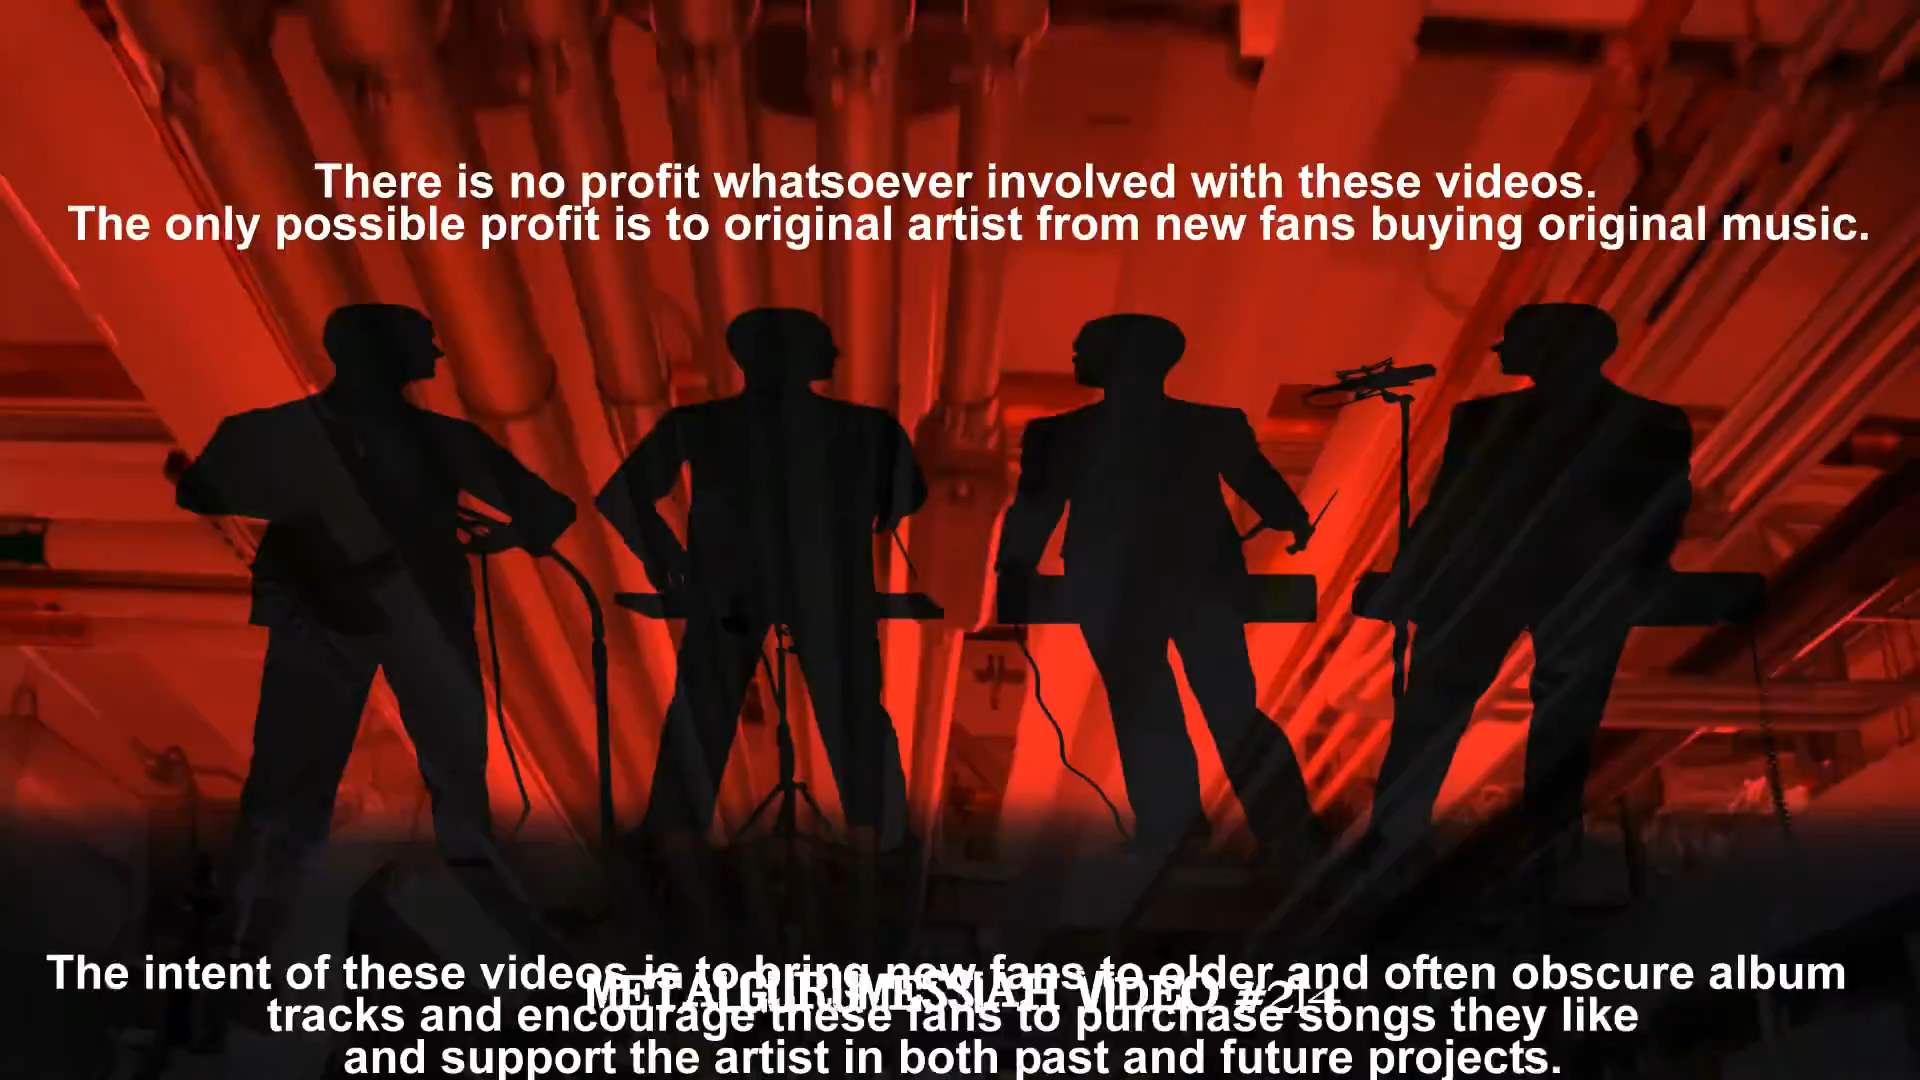 There is no profit whatsoever involved with these videos.
The only possible profit is to original artist from new fans buying original music.
The intent of these videos is to bring new fans to older and often obscure album
METALGURUMESSIAH VIDEO #214
tracks and encourage these fans to purchase songs they like
and support the artist in both past and future projects.